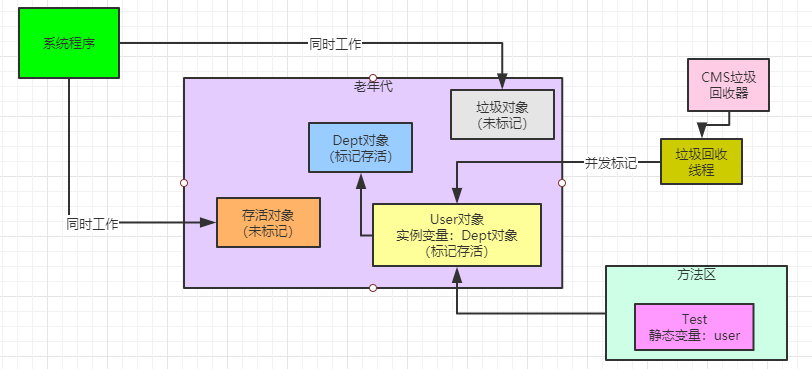 系统程序
同时工作
老年代
CMS垃圾
回收器
垃圾对象
（未标记）
Dept对象
（标记存活）
并发标记
垃圾回收
线程
存活对象
（未标记）
同时工作
User对象
实例变量：Dept对象
（标记存活）
方法区
Test
静态变量：user